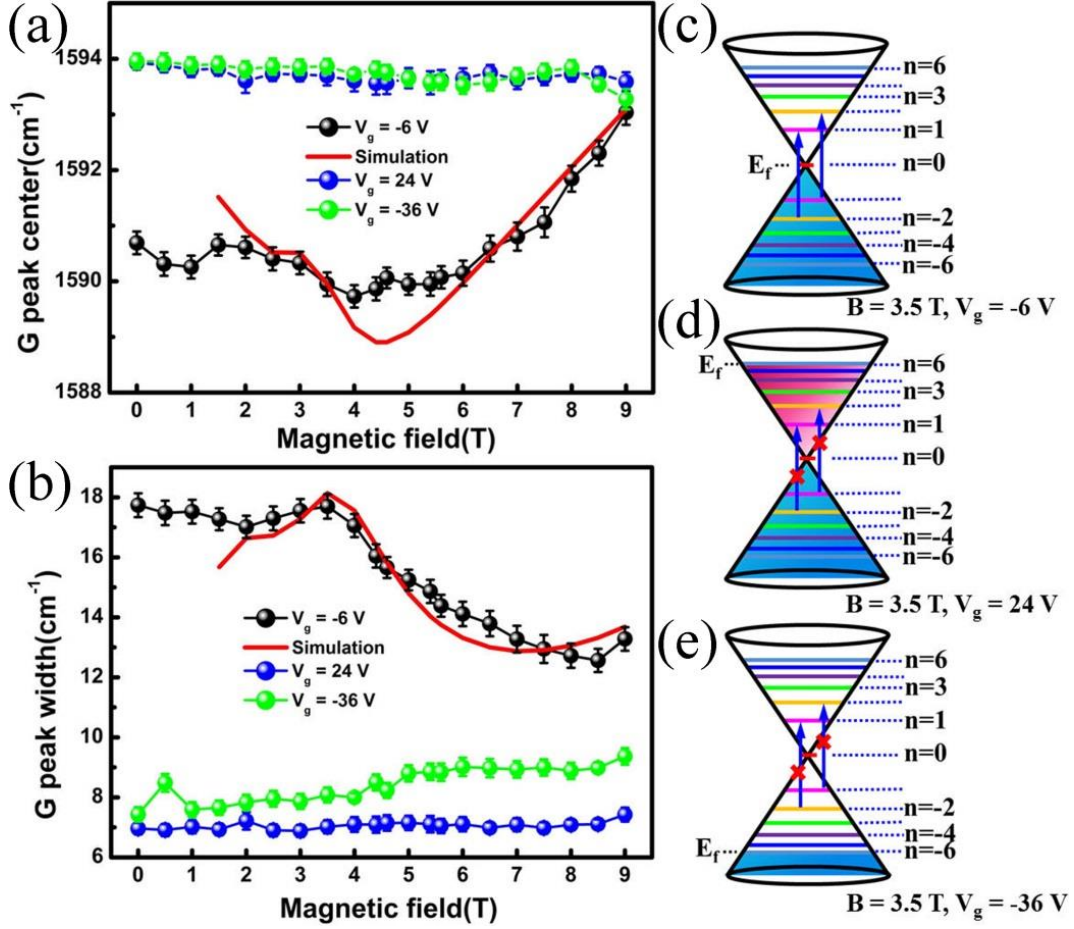 (a)
1594
1592
1590
1588
G peak center(cm⁻¹)
V_g = -6 V
Simulation
V_g = 24 V
V_g = -36 V
0 1 2 3 4 5 6 7 8 9
Magnetic field(T)
(b)
18
16
14
12
10
8
6
G peak width(cm⁻¹)
V_g = -6 V
Simulation
V_g = 24 V
V_g = -36 V
0 1 2 3 4 5 6 7 8 9
Magnetic field(T)
(c)
n=6
n=3
n=1
E_f
n=0
n=-2
n=-4
n=-6
B = 3.5 T, V_g = -6 V
(d)
E_f
n=6
n=3
n=1
n=0
n=-2
n=-4
n=-6
B = 3.5 T, V_g = 24 V
(e)
n=6
n=3
n=1
n=0
n=-2
n=-4
E_f
n=-6
B = 3.5 T, V_g = -36 V